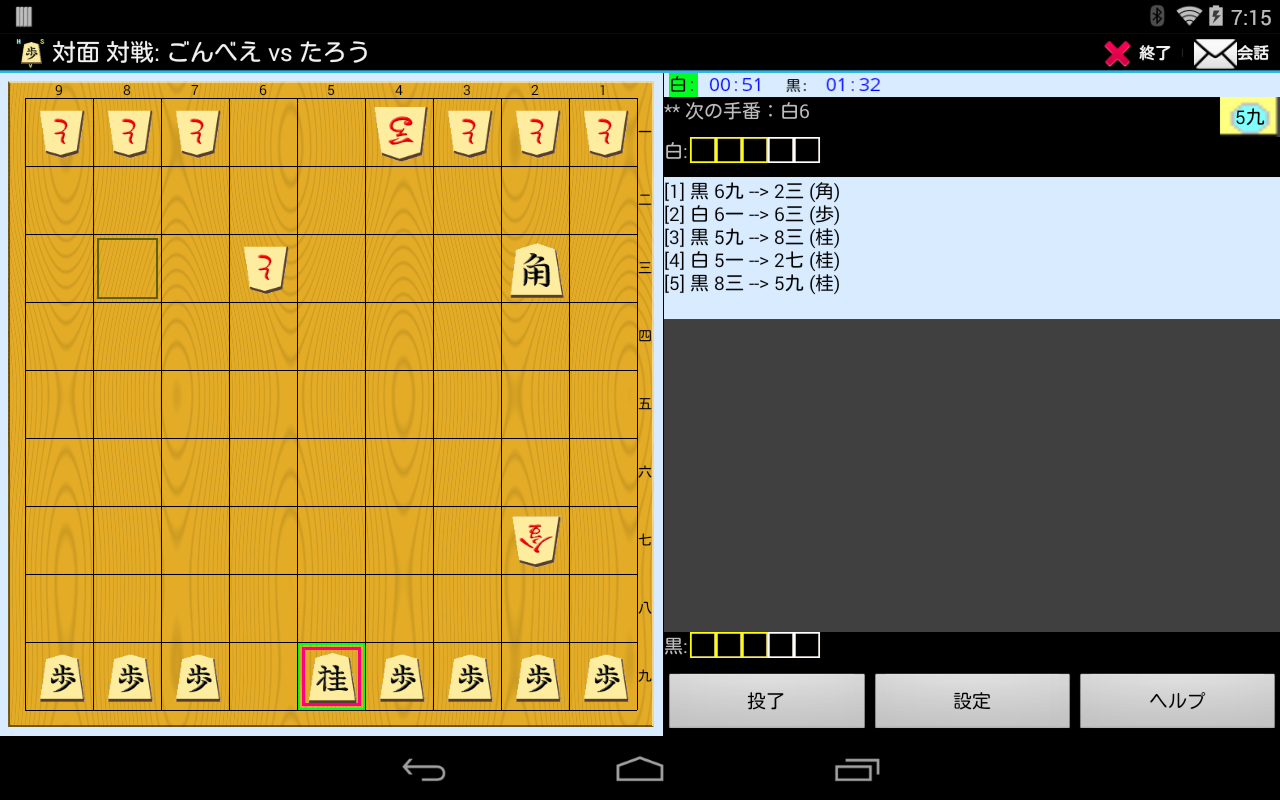 7:15
対面 対戦: ごんべえ vs たろう
終了
会話
白: 00:51 黒: 01:32
** 次の手番：白6
5九
白:
[1] 黒 6九 --> 2三 (角)
[2] 白 6一 --> 6三 (歩)
[3] 黒 5九 --> 8三 (桂)
[4] 白 5一 --> 2七 (桂)
[5] 黒 8三 --> 5九 (桂)
黒:
投了 設定 ヘルプ
9 8 7 6 5 4 3 2 1
一
二
角 三
四
五
六
七
八
歩 歩 歩 桂 歩 歩 歩 歩 九